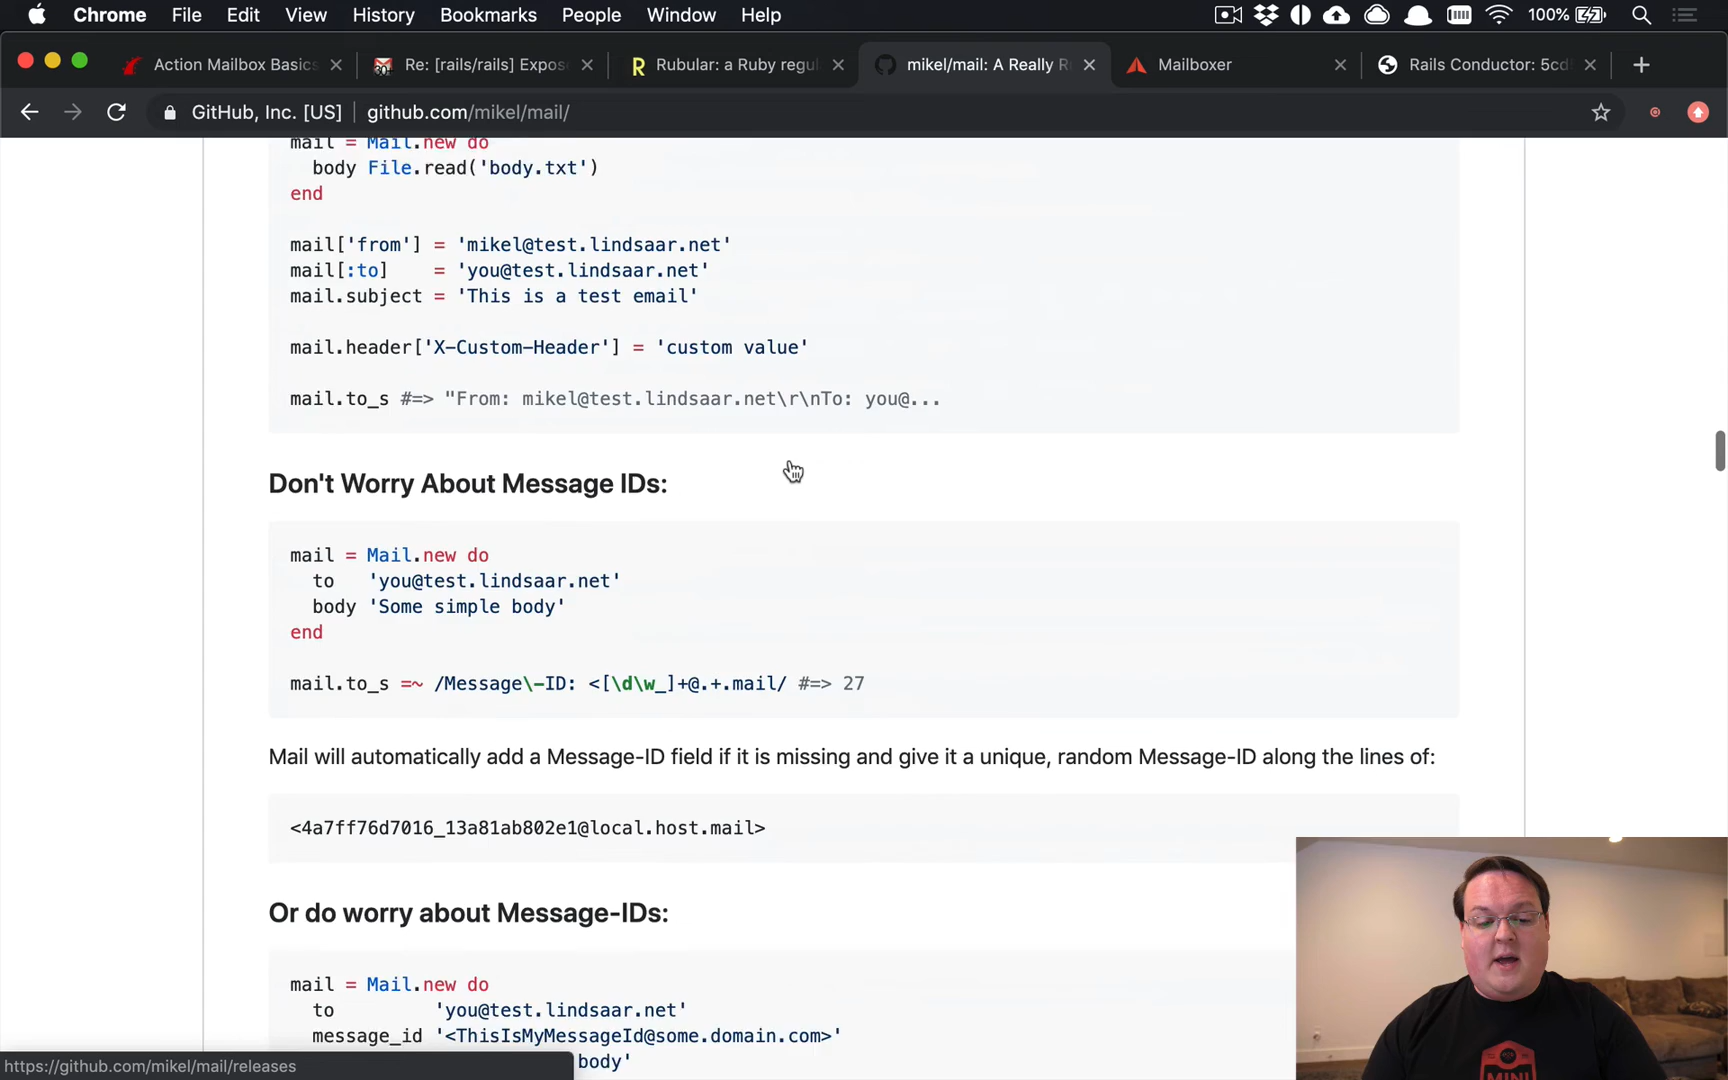 Chrome File Edit View History Bookmarks People Window Help 100%
Action Mailbox Basics Re: [rails/rails] Expos Rubular: a Ruby regul mikel/mail: A Really R Mailboxer Rails Conductor: 5cd
GitHub, Inc. [US] github.com/mikel/mail/
mail = Mail.new do
body File.read('body.txt')
end
mail['from'] = 'mikel@test.lindsaar.net'
mail[:to] = 'you@test.lindsaar.net'
mail.subject = 'This is a test email'
mail.header['X-Custom-Header'] = 'custom value'
mail.to_s #=> "From: mikel@test.lindsaar.net\r\nTo: you@...
Don't Worry About Message IDs:
mail = Mail.new do
to 'you@test.lindsaar.net'
body 'Some simple body'
end
mail.to_s =~ /Message\-ID: <[\d\w_]+@.+.mail/ #=> 27
Mail will automatically add a Message-ID field if it is missing and give it a unique, random Message-ID along the lines of:
<4a7ff76d7016_13a81ab802e1@local.host.mail>
Or do worry about Message-IDs:
mail = Mail.new do
to 'you@test.lindsaar.net'
message_id '<ThisIsMyMessageId@some.domain.com>'
body'
https://github.com/mikel/mail/releases
MINI